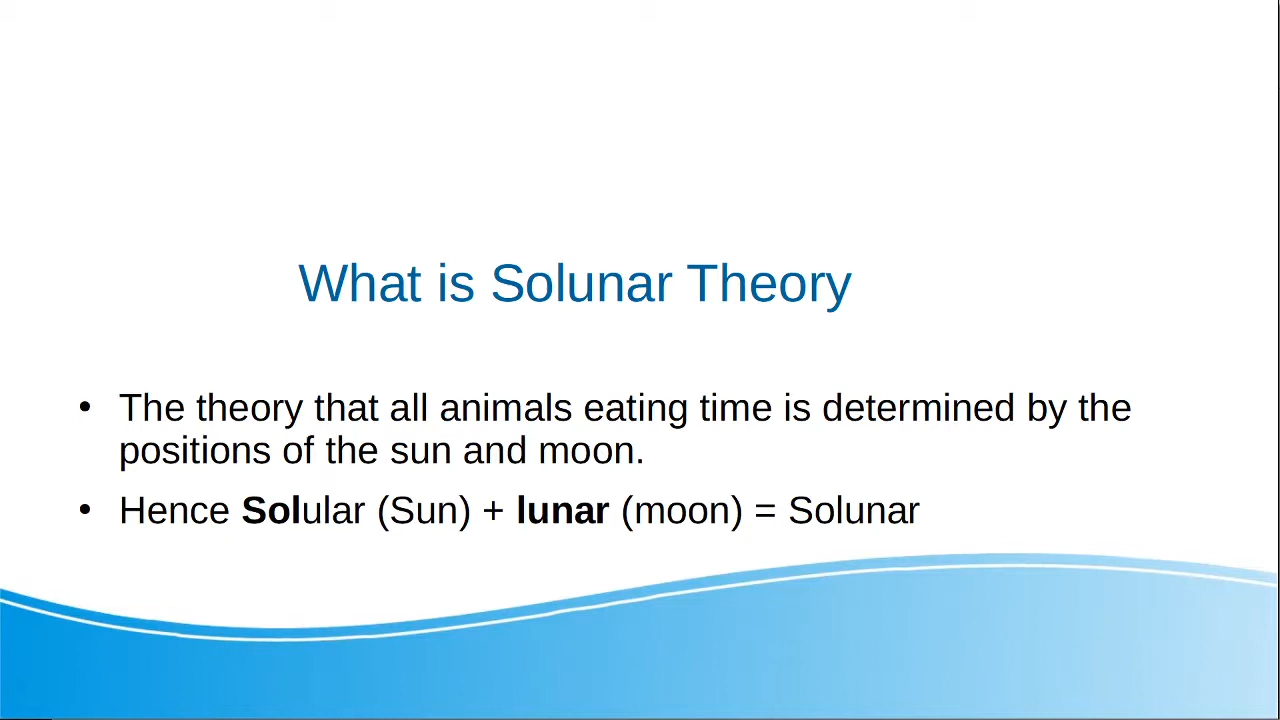 What is Solunar Theory
• The theory that all animals eating time is determined by the
positions of the sun and moon.
• Hence Solular (Sun) + lunar (moon) = Solunar